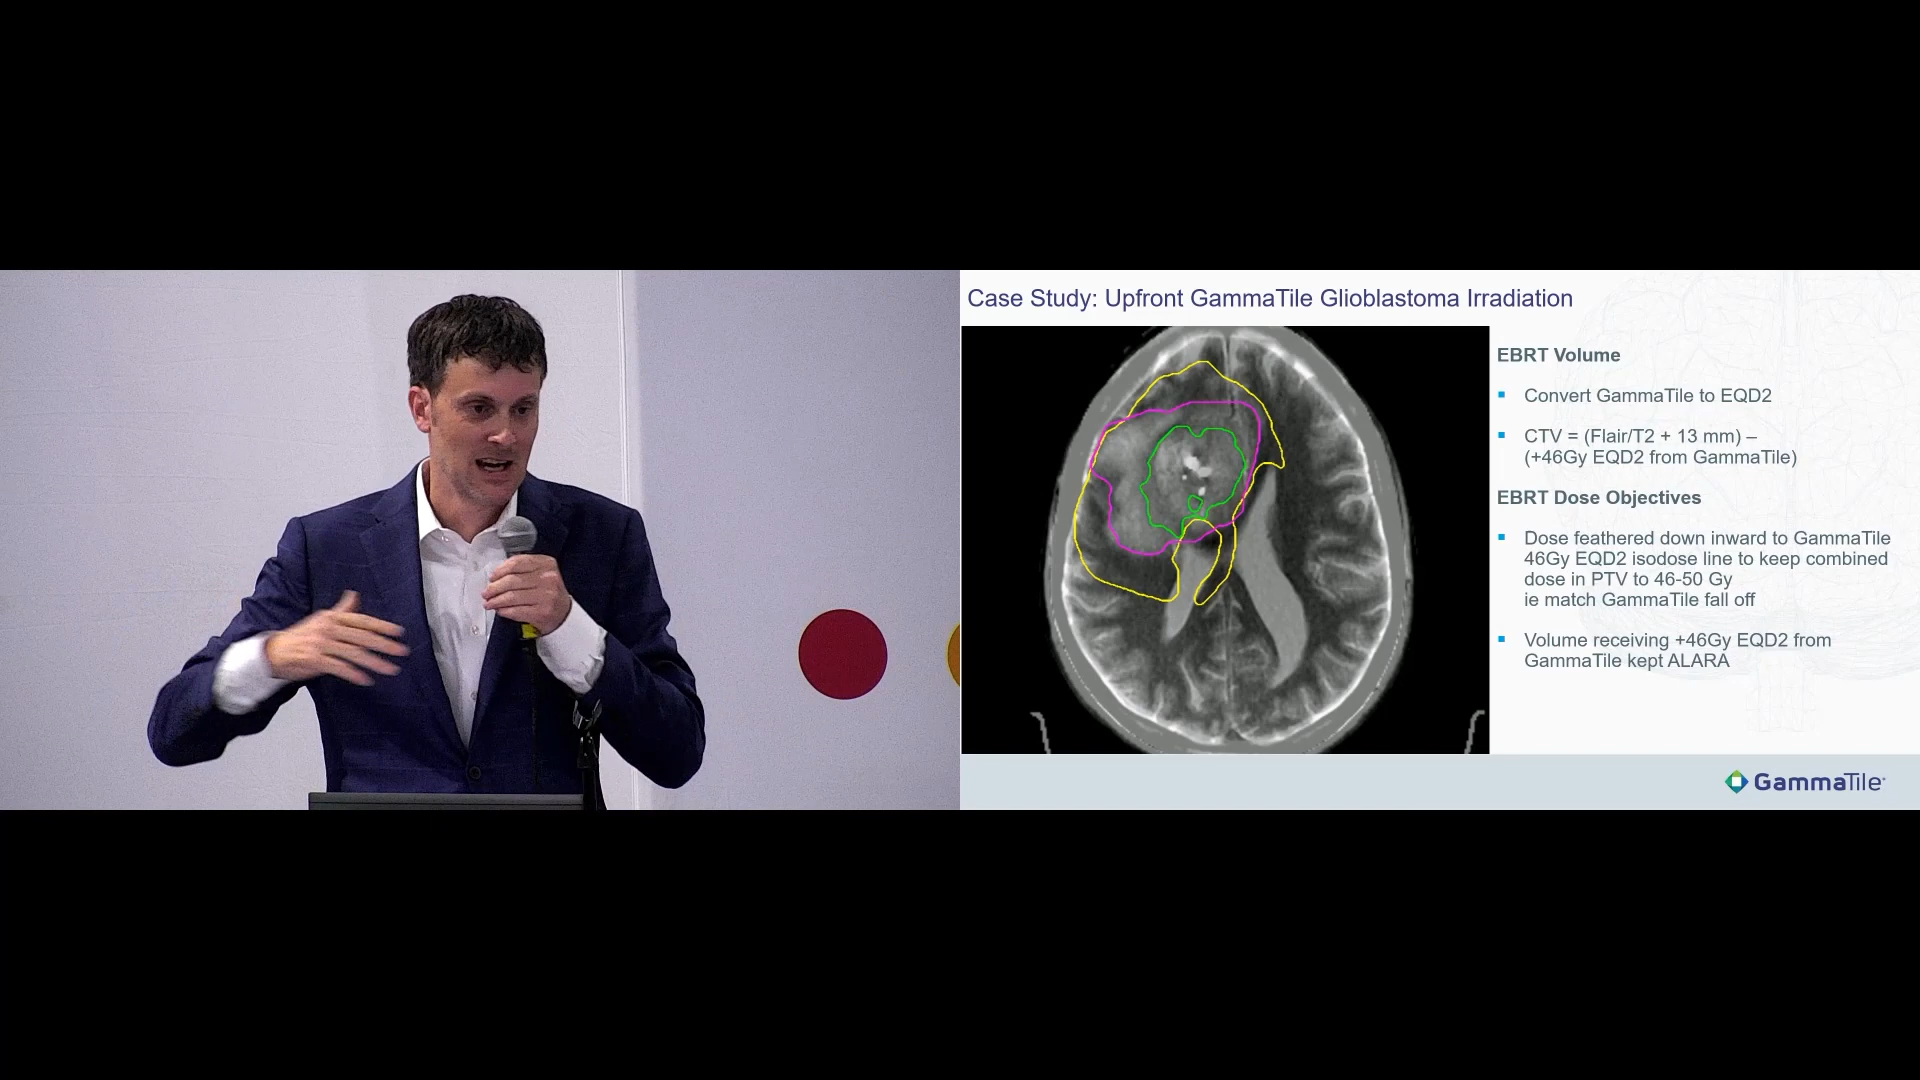 Case Study: Upfront GammaTile Glioblastoma Irradiation
EBRT Volume
▪ Convert GammaTile to EQD2
▪ CTV = (Flair/T2 + 13 mm) –
(+46Gy EQD2 from GammaTile)
EBRT Dose Objectives
▪ Dose feathered down inward to GammaTile
46Gy EQD2 isodose line to keep combined
dose in PTV to 46-50 Gy
ie match GammaTile fall off
▪ Volume receiving +46Gy EQD2 from
GammaTile kept ALARA
GammaTile